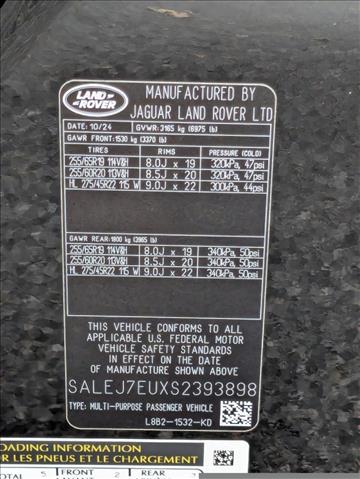 LAND
ROVER
MANUFACTURED BY
JAGUAR LAND ROVER LTD
DATE: 10/24 GVWR: 3165 kg (6975 lb)
GAWR FRONT: 1530 kg (3370 lb)
TIRES RIMS PRESSURE (COLD)
255/65R19 114V&H 8.0J x 19 320kPa, 47psi
255/60R20 113V&H 8.5J x 20 320kPa, 47psi
HL 275/45R22 115 W 9.0J x 22 300kPa, 44psi
GAWR REAR: 1800 kg (3965 lb)
255/65R19 114V&H 8.0J x 19 340kPa, 50psi
255/60R20 113V&H 8.5J x 20 340kPa, 50psi
HL 275/45R22 115 W 9.0J x 22 340kPa, 50psi
THIS VEHICLE CONFORMS TO ALL
APPLICABLE U.S. FEDERAL MOTOR
VEHICLE SAFETY STANDARDS
IN EFFECT ON THE DATE
OF MANUFACTURE SHOWN ABOVE
SALEJ7EUXS2393898
TYPE: MULTI-PURPOSE PASSENGER VEHICLE
L8B2-1532-KD
OADING INFORMATION
R LES PNEUS ET LE CHARGEMENT
OTAL 5 FRONT 2 REAR